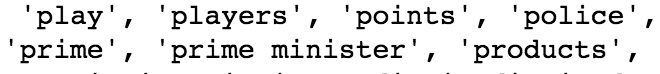 'play', 'players', 'points', 'police',
'prime', 'prime minister', 'products',